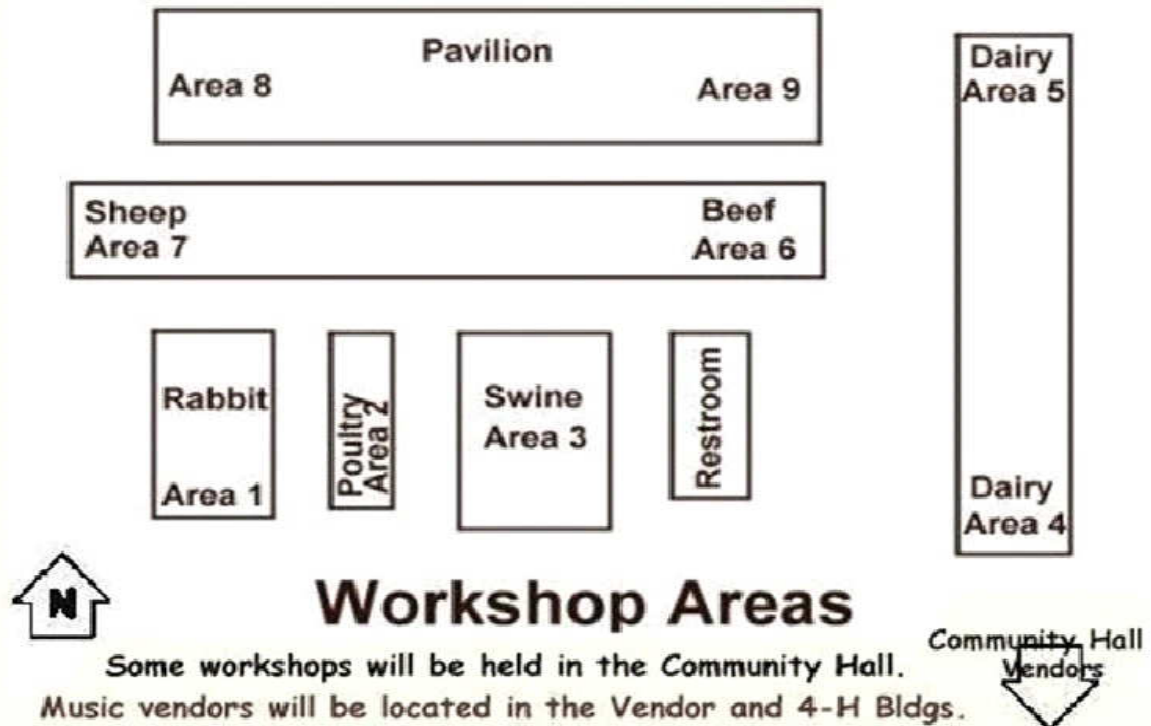 Pavilion
Area 8
Area 9
Dairy
Area 5
Sheep
Area 7
Beef
Area 6
Rabbit
Area 1
Poultry
Area 2
Swine
Area 3
Restroom
Dairy
Area 4
N
Workshop Areas
Community Hall
Vendors
Some workshops will be held in the Community Hall.
Music vendors will be located in the Vendor and 4-H Bldgs.